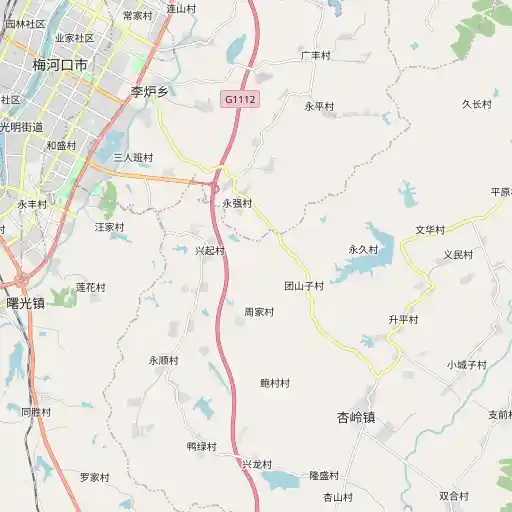 连山村
常家村
园林社区
业家社区
广丰村
梅河口市
李炉乡
社区
G1112
永平村
久长村
光明街道
和盛村
三人班村
平原
永丰村
永强村
汪家村
文华村
村
兴起村
永久村
义民村
莲花村
团山子村
曙光镇
周家村
升平村
永顺村
小城子村
鲍村村
同胜村
杏岭镇
支前
鸭绿村
兴龙村
罗家村
隆盛村
杏山村
双合村